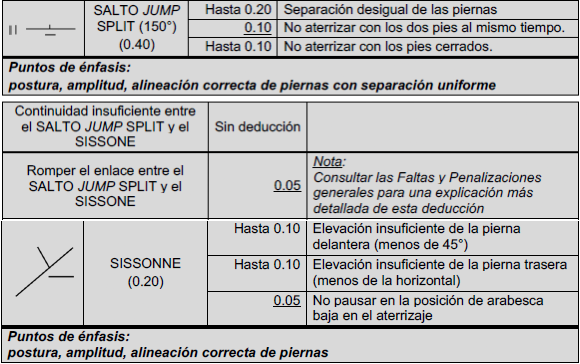 SALTO JUMP
SPLIT (150°)
(0.40)
Hasta 0.20 Separación desigual de las piernas
0.10 No aterrizar con los dos pies al mismo tiempo.
Hasta 0.10 No aterrizar con los pies cerrados.
Puntos de énfasis:
postura, amplitud, alineación correcta de piernas con separación uniforme
Continuidad insuficiente entre
el SALTO JUMP SPLIT y el
SISSONE
Sin deducción
Romper el enlace entre el
SALTO JUMP SPLIT y el
SISSONE
0.05
Nota:
Consultar las Faltas y Penalizaciones
generales para una explicación más
detallada de esta deducción
SISSONNE
(0.20)
Hasta 0.10 Elevación insuficiente de la pierna
delantera (menos de 45°)
Hasta 0.10 Elevación insuficiente de la pierna trasera
(menos de la horizontal)
0.05 No pausar en la posición de arabesca
baja en el aterrizaje
Puntos de énfasis:
postura, amplitud, alineación correcta de piernas